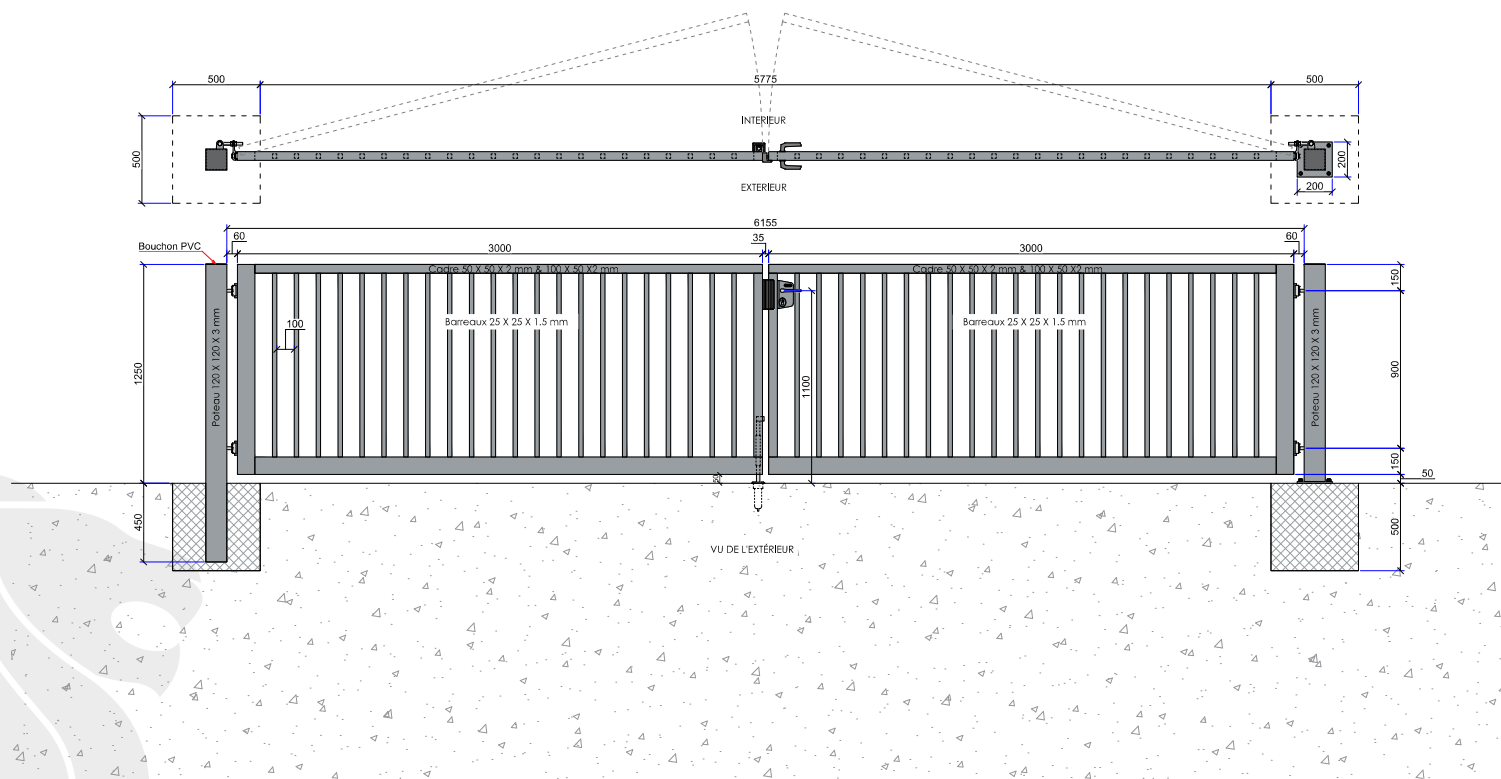 500
5775
500
INTERIEUR
500
200
EXTERIEUR
200
6155
Bouchon PVC
60
3000
35
3000
60
Cadre 50 X 50 X 2 mm & 100 X 50 X2 mm
Cadre 50 X 50 X 2 mm & 100 X 50 X2 mm
150
Barreaux 25 X 25 X 1.5 mm
Barreaux 25 X 25 X 1.5 mm
100
Poteau 120 X 120 X 3 mm
Poteau 120 X 120 X 3 mm
1250
1100
900
150
50
50
450
500
VU DE L'EXTÉRIEUR